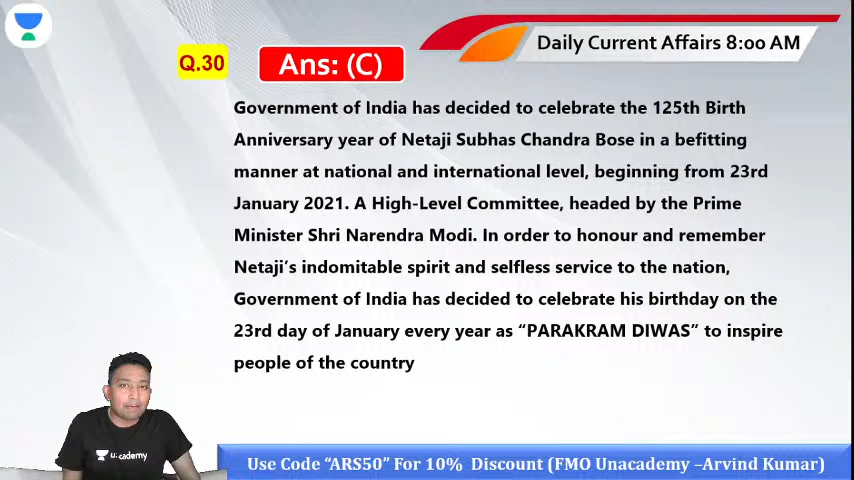 Daily Current Affairs 8:00 AM
Q.30
Ans: (C)
Government of India has decided to celebrate the 125th Birth
Anniversary year of Netaji Subhas Chandra Bose in a befitting
manner at national and international level, beginning from 23rd
January 2021. A High-Level Committee, headed by the Prime
Minister Shri Narendra Modi. In order to honour and remember
Netaji's indomitable spirit and selfless service to the nation,
Government of India has decided to celebrate his birthday on the
23rd day of January every year as “PARAKRAM DIWAS” to inspire
people of the country
unacademy
Use Code “ARS50” For 10% Discount (FMO Unacademy –Arvind Kumar)